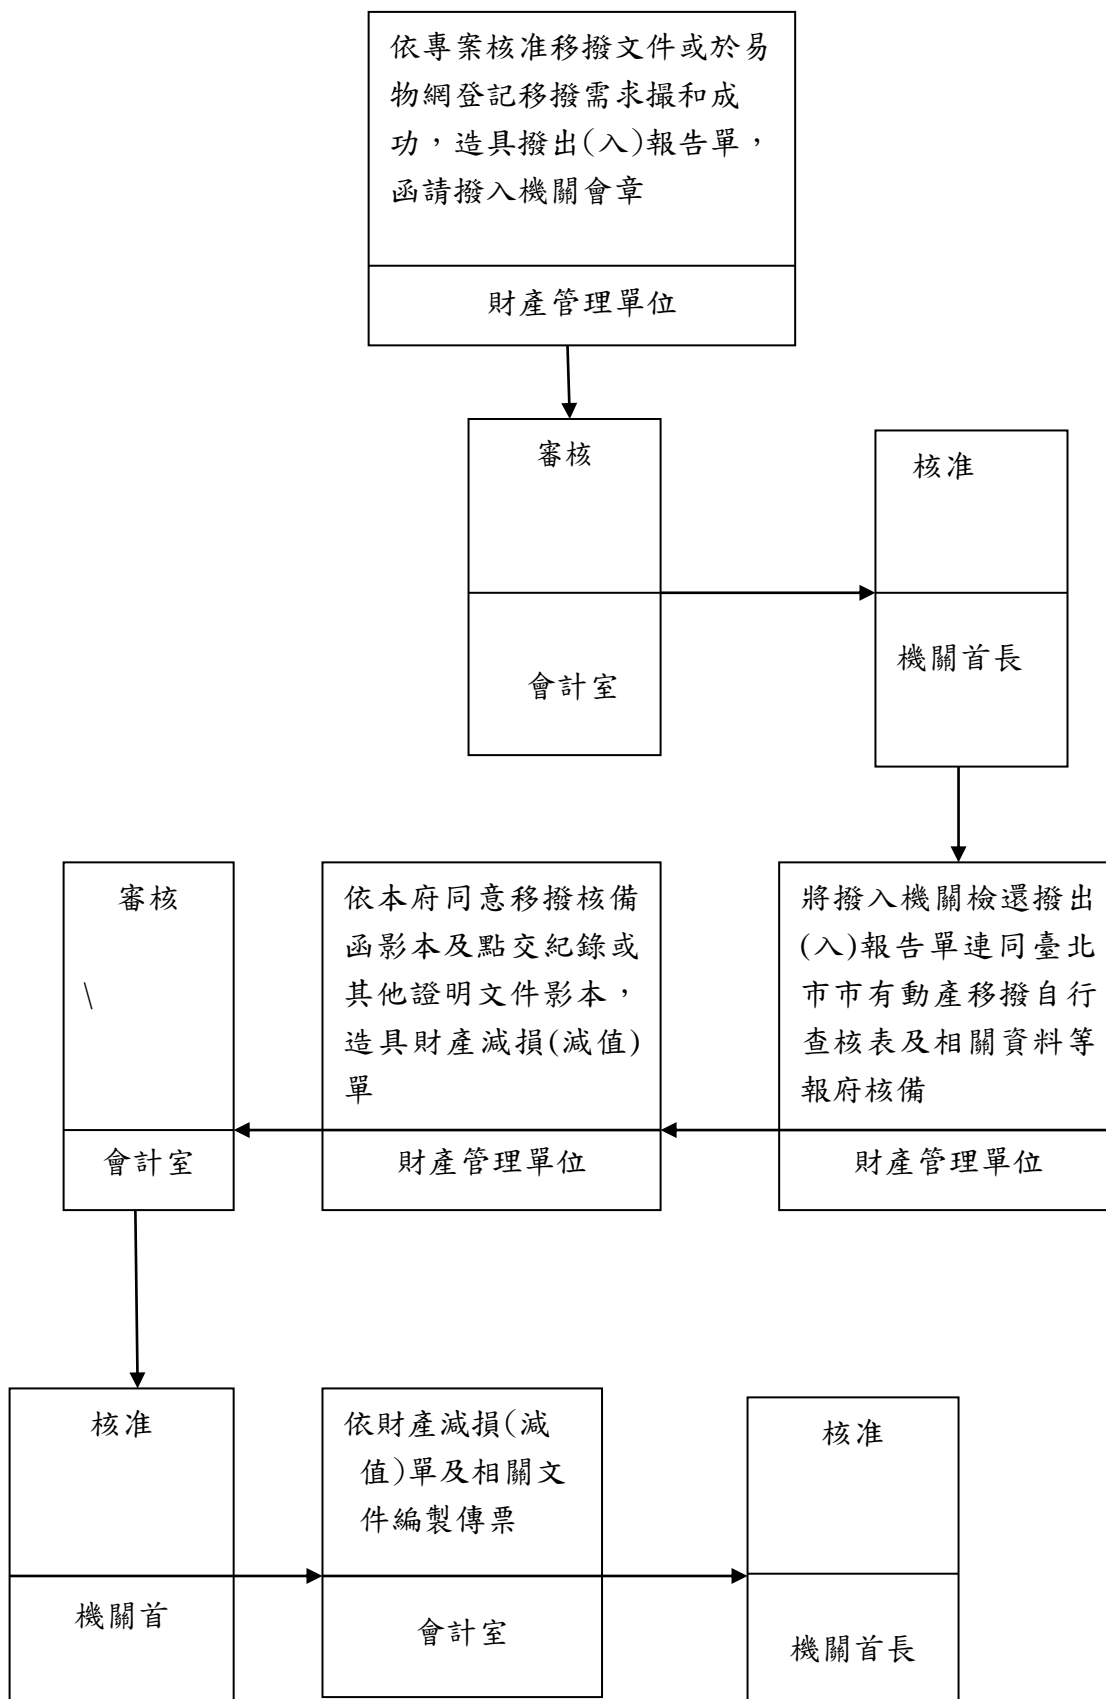 依專案核准移撥文件或於易
物網登記移撥需求撮和成
功，造具撥出(入)報告單，
函請撥入機關會章
財產管理單位
審核
會計室
核准
機關首長
將撥入機關檢還撥出
(入)報告單連同臺北
市市有動產移撥自行
查核表及相關資料等
報府核備
財產管理單位
依本府同意移撥核備
函影本及點交紀錄或
其他證明文件影本，
造具財產減損(減值)
單
財產管理單位
審核
\
會計室
核准
機關首
依財產減損(減
值)單及相關文
件編製傳票
會計室
核准
機關首長